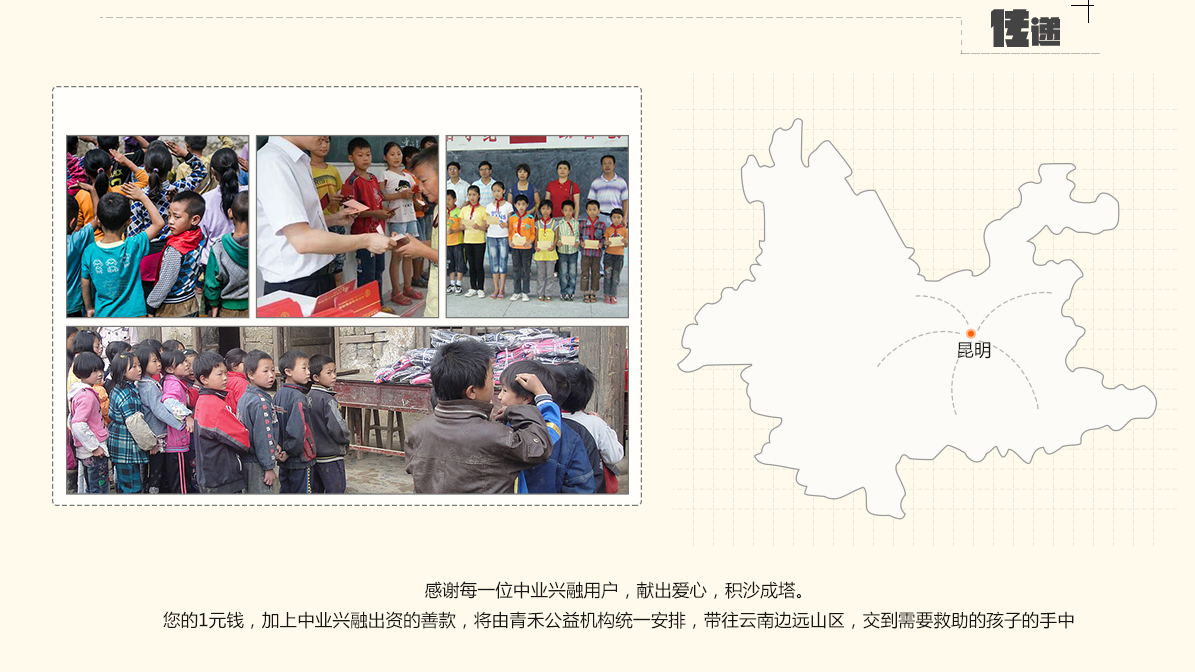 传递
昆明
感谢每一位中业兴融用户，献出爱心，积沙成塔。
您的1元钱，加上中业兴融出资的善款，将由青禾公益机构统一安排，带往云南边远山区，交到需要救助的孩子的手中